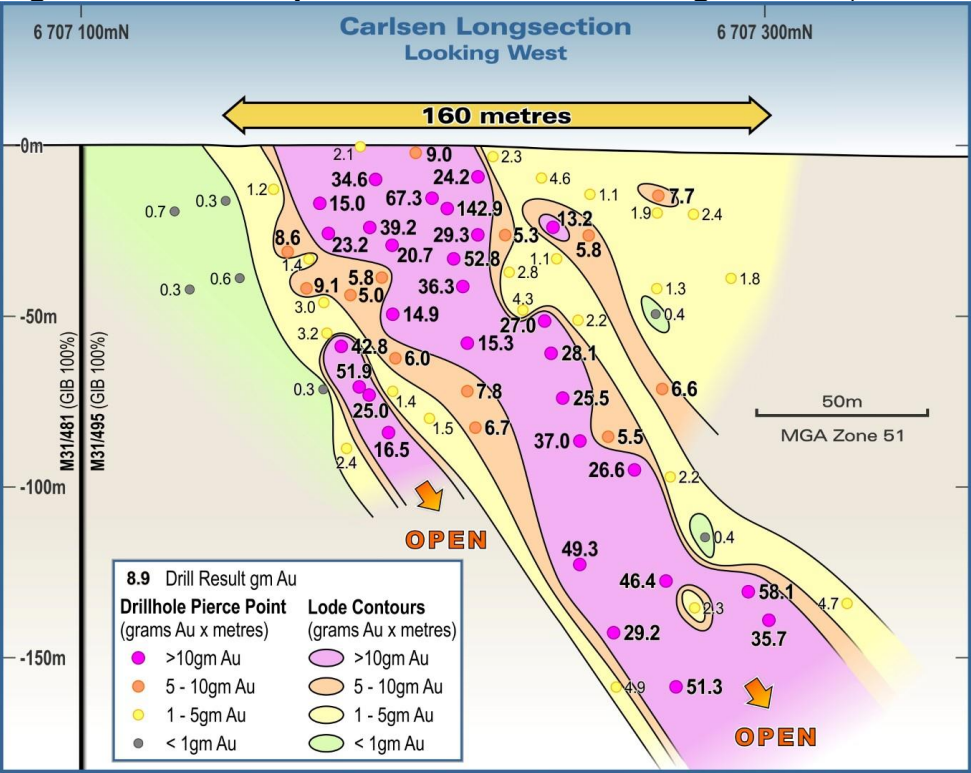 Carlsen Longsection
Looking West
6 707 100mN
6 707 300mN
160 metres
0m
2.1
9.0
2.3
34.6
24.2
4.6
1.2
67.3
1.1
7.7
0.3
15.0
142.9
1.9
2.4
0.7
39.2
13.2
23.2
29.3
5.3
8.6
20.7
5.8
1.4
52.8
1.1
0.6
5.8
2.8
1.8
0.3
9.1
5.0
36.3
1.3
3.0
4.3
14.9
0.4
-50m
27.0
2.2
3.2
42.8
15.3
28.1
6.0
51.9
0.3
1.4
7.8
25.5
6.6
25.0
50m
MGA Zone 51
1.5
6.7
16.5
37.0
5.5
2.4
26.6
2.2
M31/481 (GIB 100%)
M31/495 (GIB 100%)
-100m
OPEN
0.4
49.3
46.4
58.1
2.3
4.7
29.2
35.7
-150m
4.9
51.3
OPEN
8.9 Drill Result gm Au
Drillhole Pierce Point
(grams Au x metres)
>10gm Au
5 - 10gm Au
1 - 5gm Au
< 1gm Au
Lode Contours
(grams Au x metres)
>10gm Au
5 - 10gm Au
1 - 5gm Au
< 1gm Au